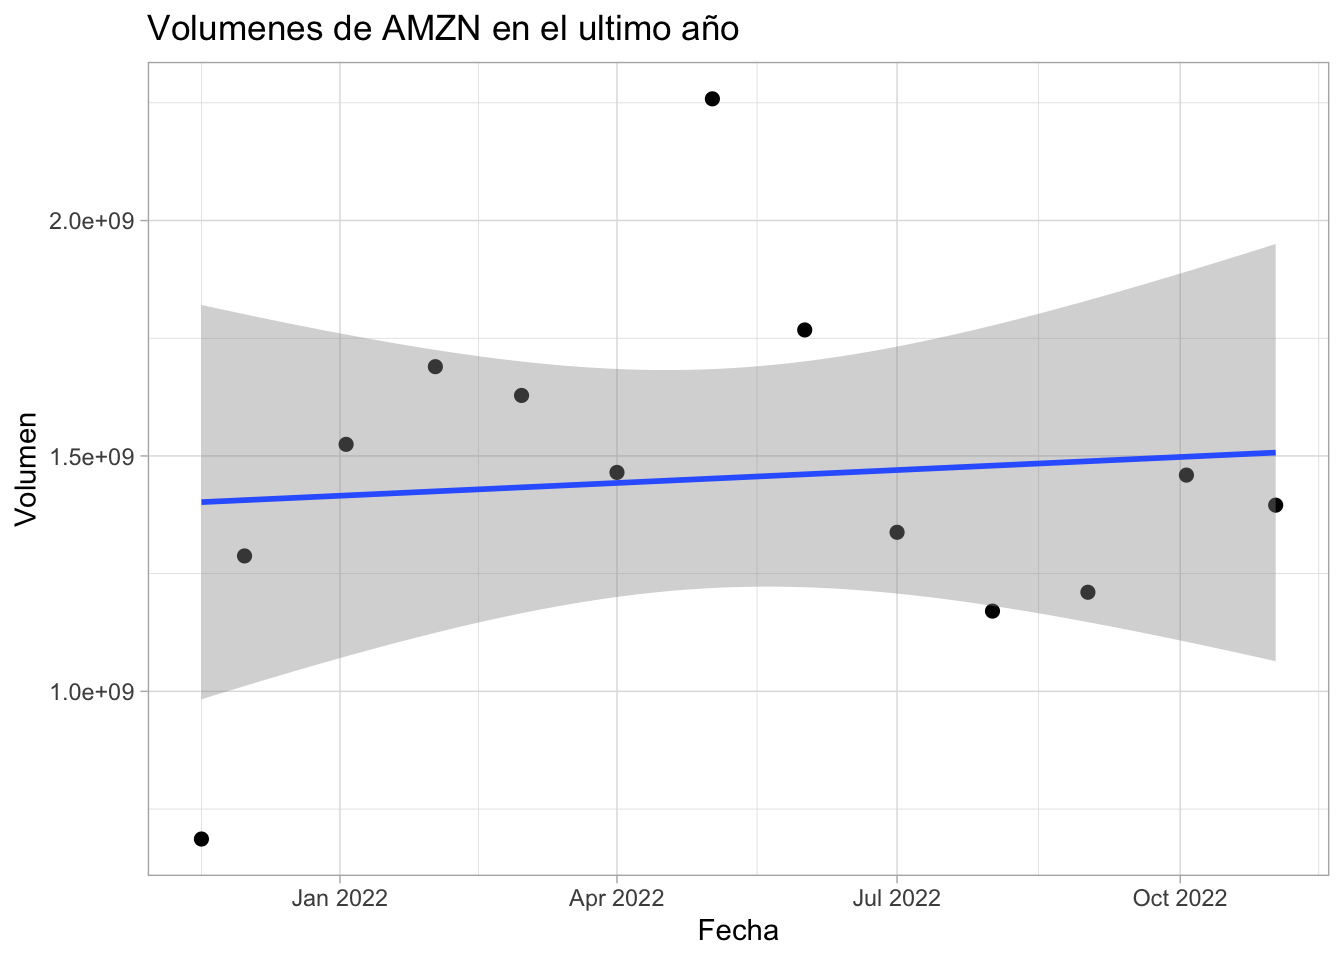 Volumenes de AMZN en el ultimo año
2.0e+09
1.5e+09
1.0e+09
Volumen
Jan 2022
Apr 2022
Jul 2022
Oct 2022
Fecha